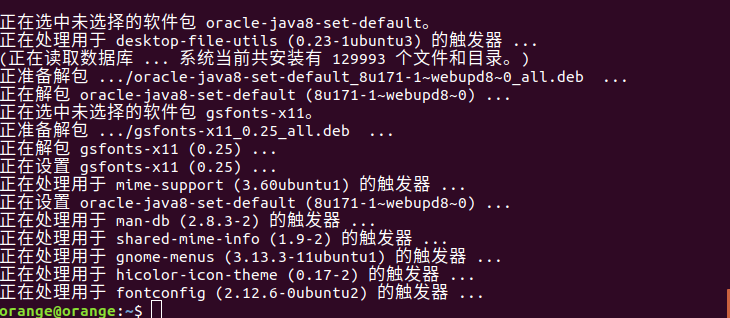 正在选中未选择的软件包 oracle-java8-set-default。
正在处理用于 desktop-file-utils (0.23-1ubuntu3) 的触发器 ...
(正在读取数据库 ... 系统当前共安装有 129993 个文件和目录。)
正准备解包 .../oracle-java8-set-default_8u171-1~webupd8~0_all.deb  ...
正在解包 oracle-java8-set-default (8u171-1~webupd8~0) ...
正在选中未选择的软件包 gsfonts-x11。
正准备解包 .../gsfonts-x11_0.25_all.deb  ...
正在解包 gsfonts-x11 (0.25) ...
正在设置 gsfonts-x11 (0.25) ...
正在处理用于 mime-support (3.60ubuntu1) 的触发器 ...
正在设置 oracle-java8-set-default (8u171-1~webupd8~0) ...
正在处理用于 man-db (2.8.3-2) 的触发器 ...
正在处理用于 shared-mime-info (1.9-2) 的触发器 ...
正在处理用于 gnome-menus (3.13.3-11ubuntu1) 的触发器 ...
正在处理用于 hicolor-icon-theme (0.17-2) 的触发器 ...
正在处理用于 fontconfig (2.12.6-0ubuntu2) 的触发器 ...
orange@orange:~$